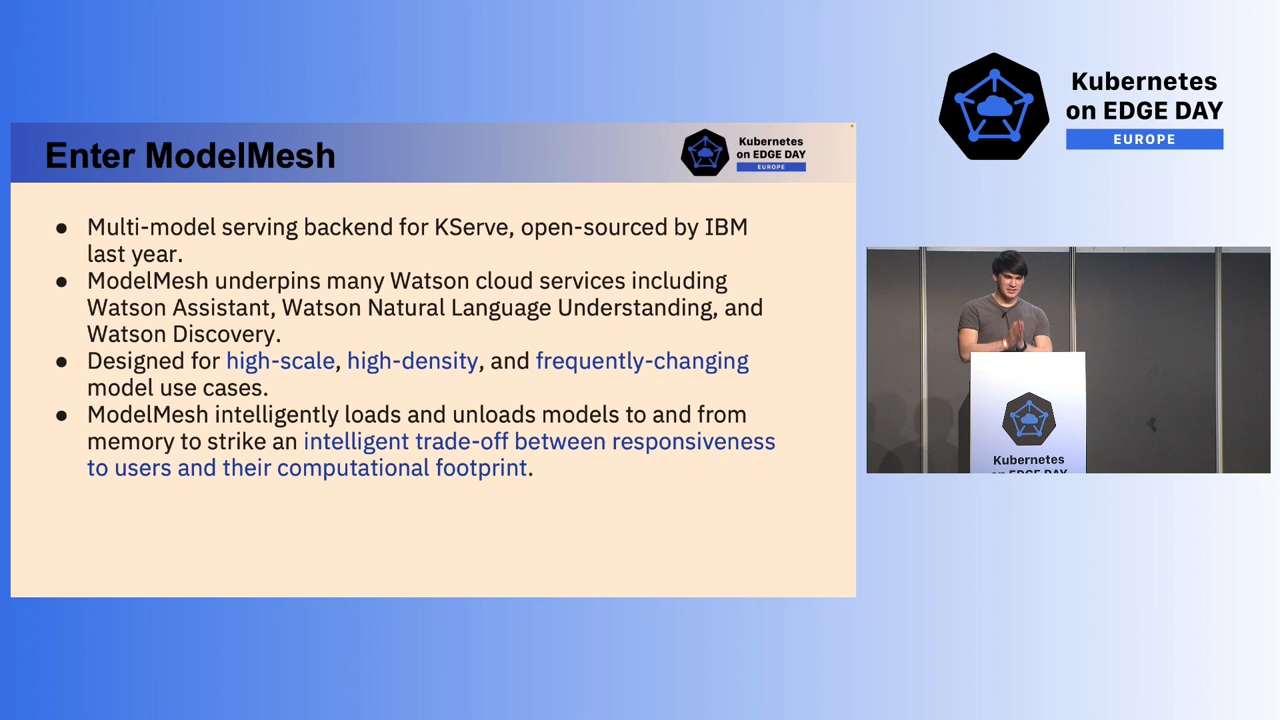 Enter ModelMesh
Kubernetes
on EDGE DAY
EUROPE
● Multi-model serving backend for KServe, open-sourced by IBM
last year.
● ModelMesh underpins many Watson cloud services including
Watson Assistant, Watson Natural Language Understanding, and
Watson Discovery.
● Designed for high-scale, high-density, and frequently-changing
model use cases.
● ModelMesh intelligently loads and unloads models to and from
memory to strike an intelligent trade-off between responsiveness
to users and their computational footprint.
Kubernetes
on EDGE DAY
EUROPE
Kubernetes
on EDGE DAY